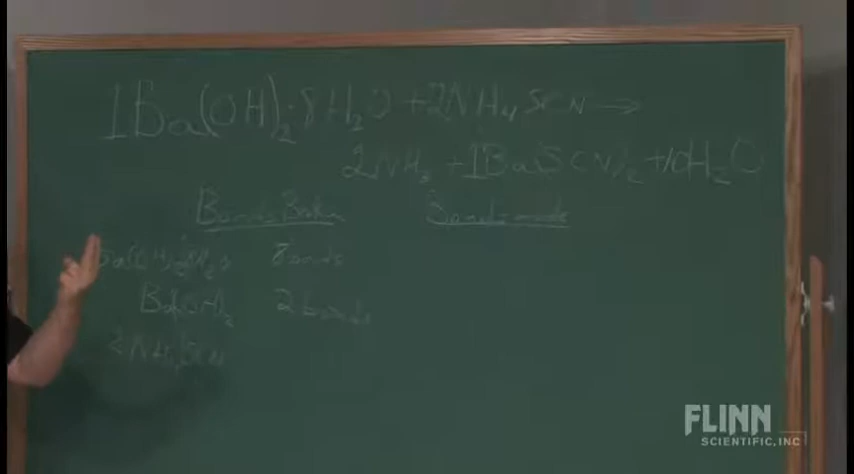 1Ba(OH)₂·8H₂O + 2NH₄SCN →
2NH₃ + 1Ba(SCN)₂ + 10H₂O
Bonds Broken Bonds made
Ba(OH)₂·8H₂O 8 bonds
Ba(OH)₂ 2 bonds
2NH₄SCN
FLINN
SCIENTIFIC, INC